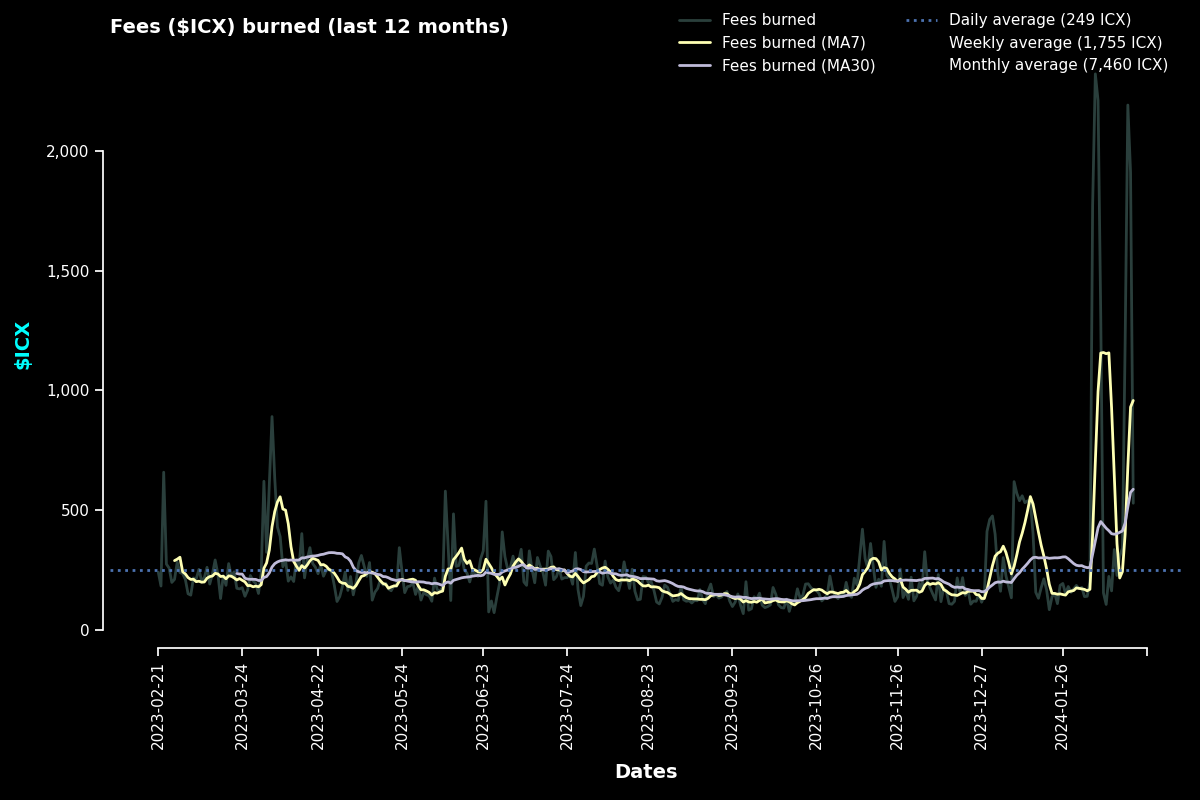 Fees ($ICX) burned (last 12 months)
Fees burned
Fees burned (MA7)
Fees burned (MA30)
Daily average (249 ICX)
Weekly average (1,755 ICX)
Monthly average (7,460 ICX)
$ICX
2,000
1,500
1,000
500
0
2023-02-21
2023-03-24
2023-04-22
2023-05-24
2023-06-23
2023-07-24
2023-08-23
2023-09-23
2023-10-26
2023-11-26
2023-12-27
2024-01-26
Dates